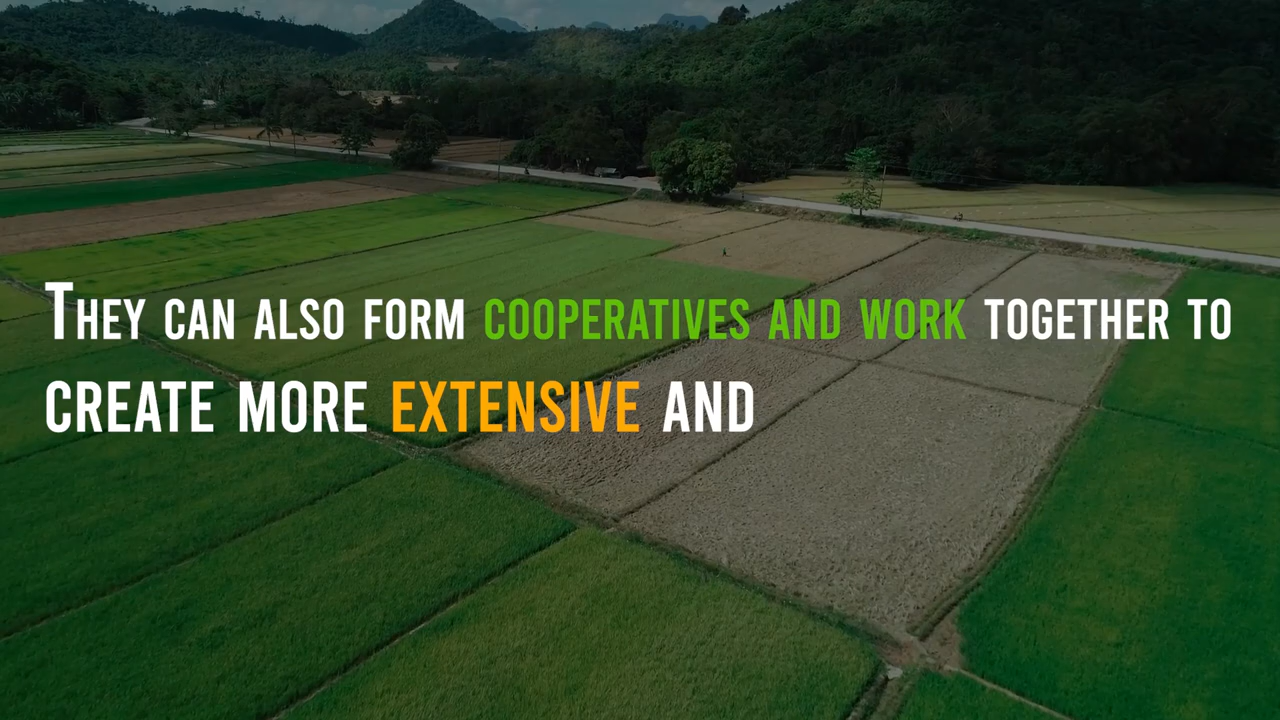 They can also form cooperatives and work together to
create more extensive and